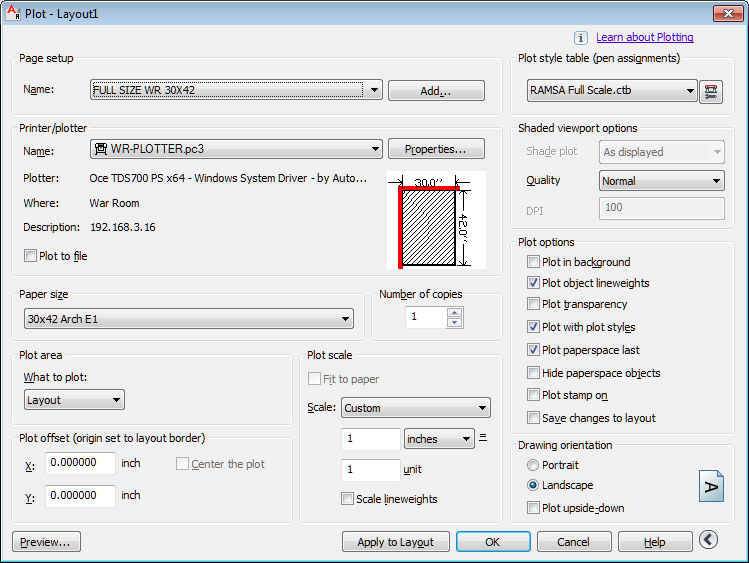 Plot - Layout1
Learn about Plotting
Page setup
Name:
FULL SIZE WR 30X42
Add...
Plot style table (pen assignments)
RAMSA Full Scale.ctb
Printer/plotter
Name:
WR-PLOTTER.pc3
Properties...
Plotter:
Oce TDS700 PS x64 - Windows System Driver - by Auto...
Where:
War Room
Description:
192.168.3.16
Plot to file
30.0''
42.0''
Shaded viewport options
Shade plot
As displayed
Quality
Normal
DPI
100
Paper size
30x42 Arch E1
Number of copies
1
Plot area
What to plot:
Layout
Plot offset (origin set to layout border)
X:
0.000000
inch
Center the plot
Y:
0.000000
inch
Plot scale
Fit to paper
Scale:
Custom
1
inches
=
1
unit
Scale lineweights
Plot options
Plot in background
Plot object lineweights
Plot transparency
Plot with plot styles
Plot paperspace last
Hide paperspace objects
Plot stamp on
Save changes to layout
Drawing orientation
Portrait
Landscape
Plot upside-down
A
Preview...
Apply to Layout
OK
Cancel
Help